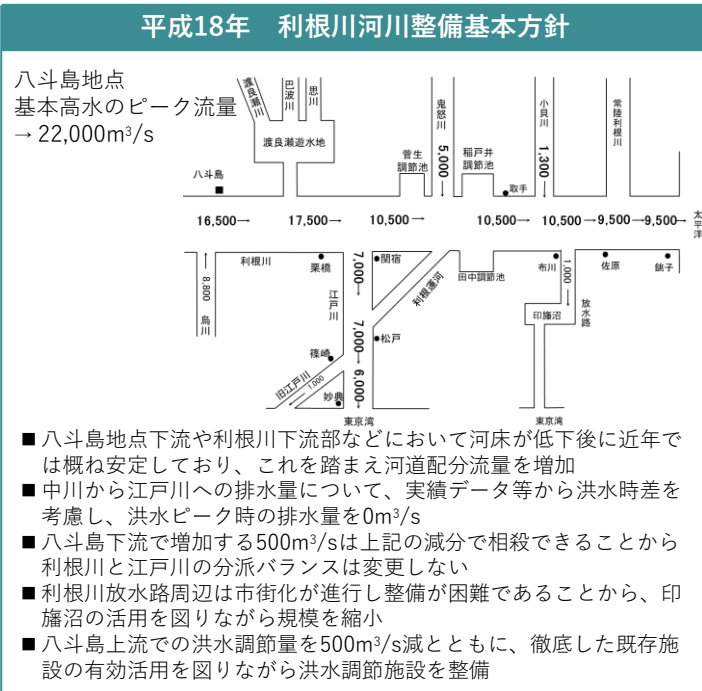 平成18年　利根川河川整備基本方針
八斗島地点
基本高水のピーク流量
→ 22,000m³/s
渡良瀬川
巴波川
思川
渡良瀬遊水地
鬼怒川
5,000→
小貝川
1,300→
常陸利根川
菅生
調節池
稲戸井
調節池
八斗島
取手
16,500→
17,500→
10,500→
10,500→
10,500→
9,500→
9,500→
太平洋
利根川
栗橋
関宿
利根運河
田中調節池
布川
佐原
銚子
8,800→
烏川
江戸川
7,000→
7,000→
6,000→
松戸
篠崎
旧江戸川
1,000
妙典
東京湾
1,000→
印旛沼
放水路
東京湾
■ 八斗島地点下流や利根川下流部などにおいて河床が低下後に近年で
は概ね安定しており、これを踏まえ河道配分流量を増加
■ 中川から江戸川への排水量について、実績データ等から洪水時差を
考慮し、洪水ピーク時の排水量を0m³/s
■ 八斗島下流で増加する500m³/sは上記の減分で相殺できることから
利根川と江戸川の分派バランスは変更しない
■ 利根川放水路周辺は市街化が進行し整備が困難であることから、印
旛沼の活用を図りながら規模を縮小
■ 八斗島上流での洪水調節量を500m³/s減とともに、徹底した既存施
設の有効活用を図りながら洪水調節施設を整備